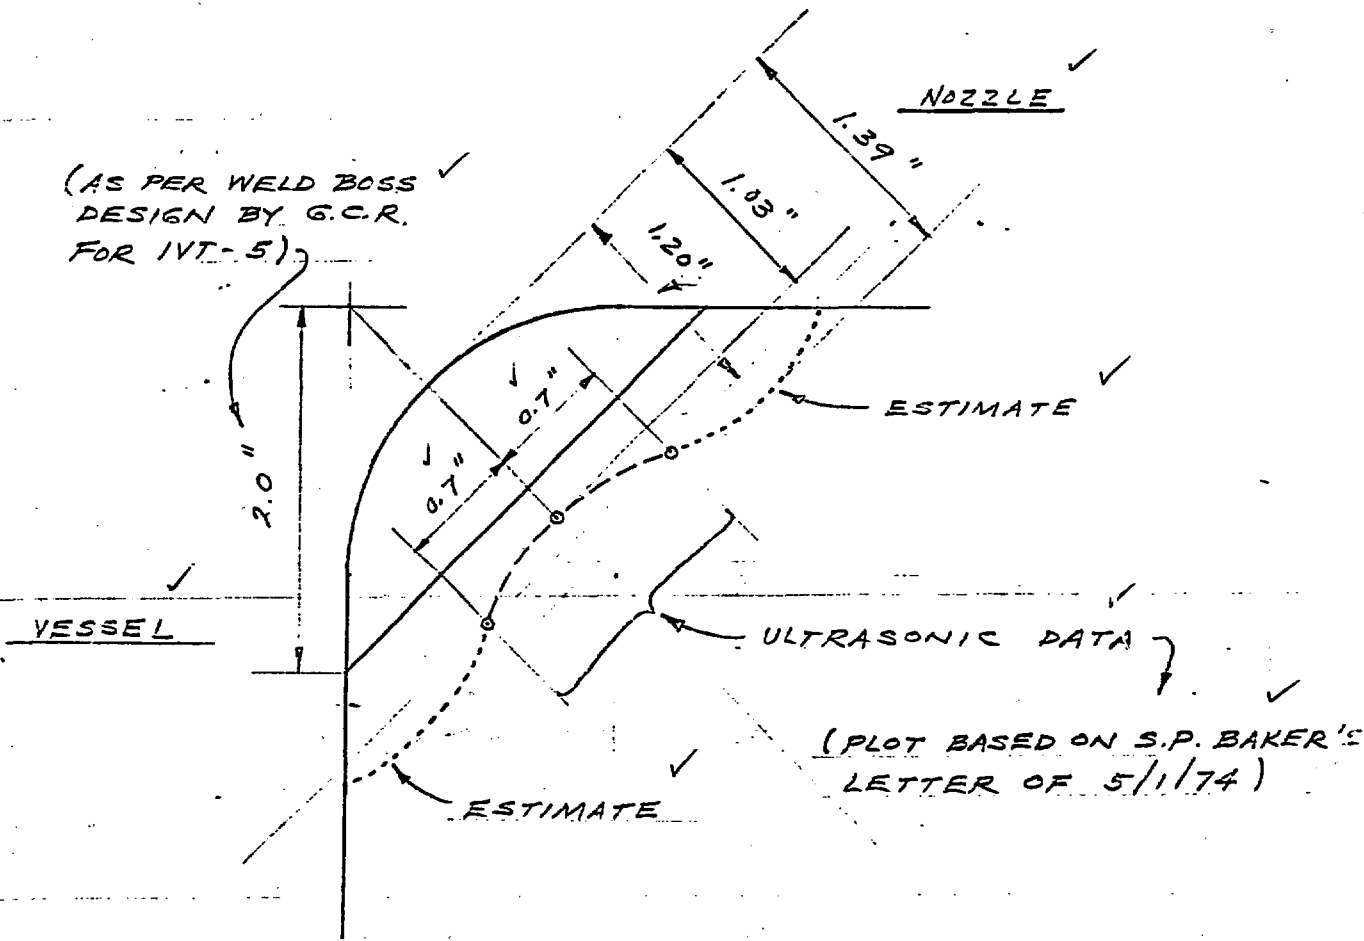 NOZZLE
1.39"
1.03"
1.20"
(AS PER WELD BOSS
DESIGN BY G.C.R.
FOR IVT-5)
0.7"
0.7"
2.0"
ESTIMATE
VESSEL
ULTRASONIC DATA
(PLOT BASED ON S.P. BAKER'S
LETTER OF 5/1/74)
ESTIMATE